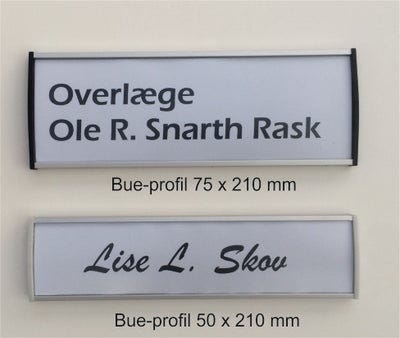 Overlæge
Ole R. Snarth Rask
Bue-profil 75 x 210 mm
Lise L. Skov
Bue-profil 50 x 210 mm